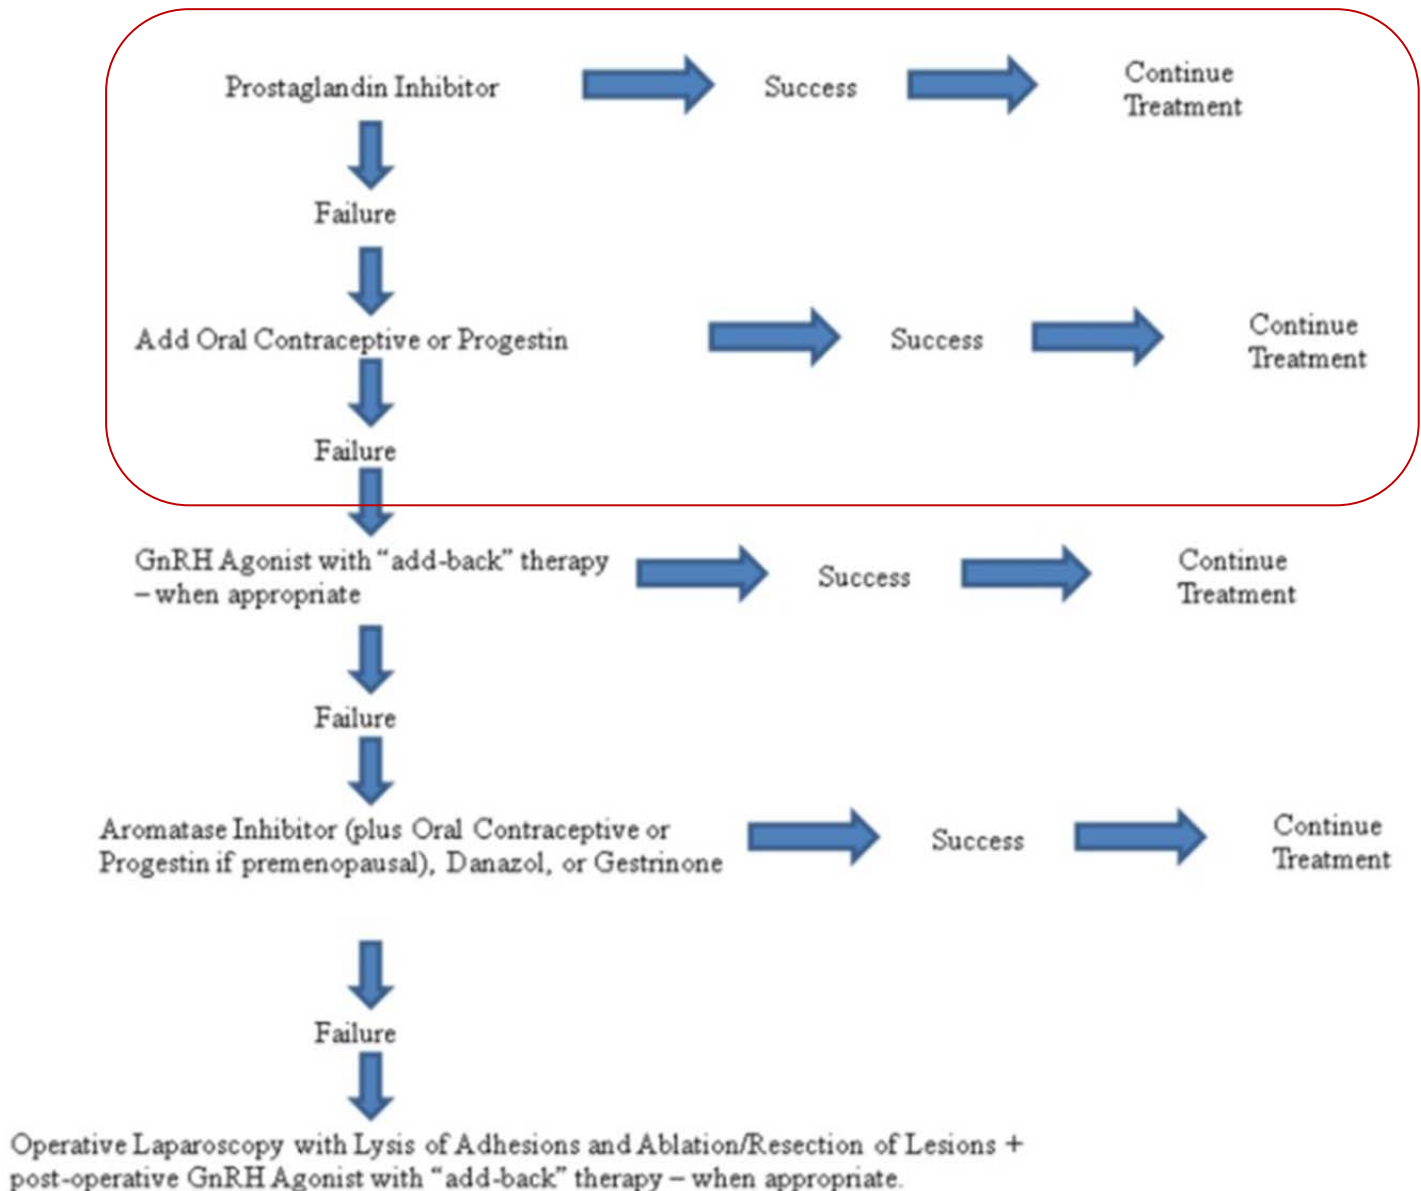 Prostaglandin Inhibitor
Success
Continue
Treatment
Failure
Add Oral Contraceptive or Progestin
Success
Continue
Treatment
Failure
GnRH Agonist with “add-back” therapy
– when appropriate
Success
Continue
Treatment
Failure
Aromatase Inhibitor (plus Oral Contraceptive or
Progestin if premenopausal), Danazol, or Gestrinone
Success
Continue
Treatment
Failure
Operative Laparoscopy with Lysis of Adhesions and Ablation/Resection of Lesions +
post-operative GnRH Agonist with “add-back” therapy – when appropriate.